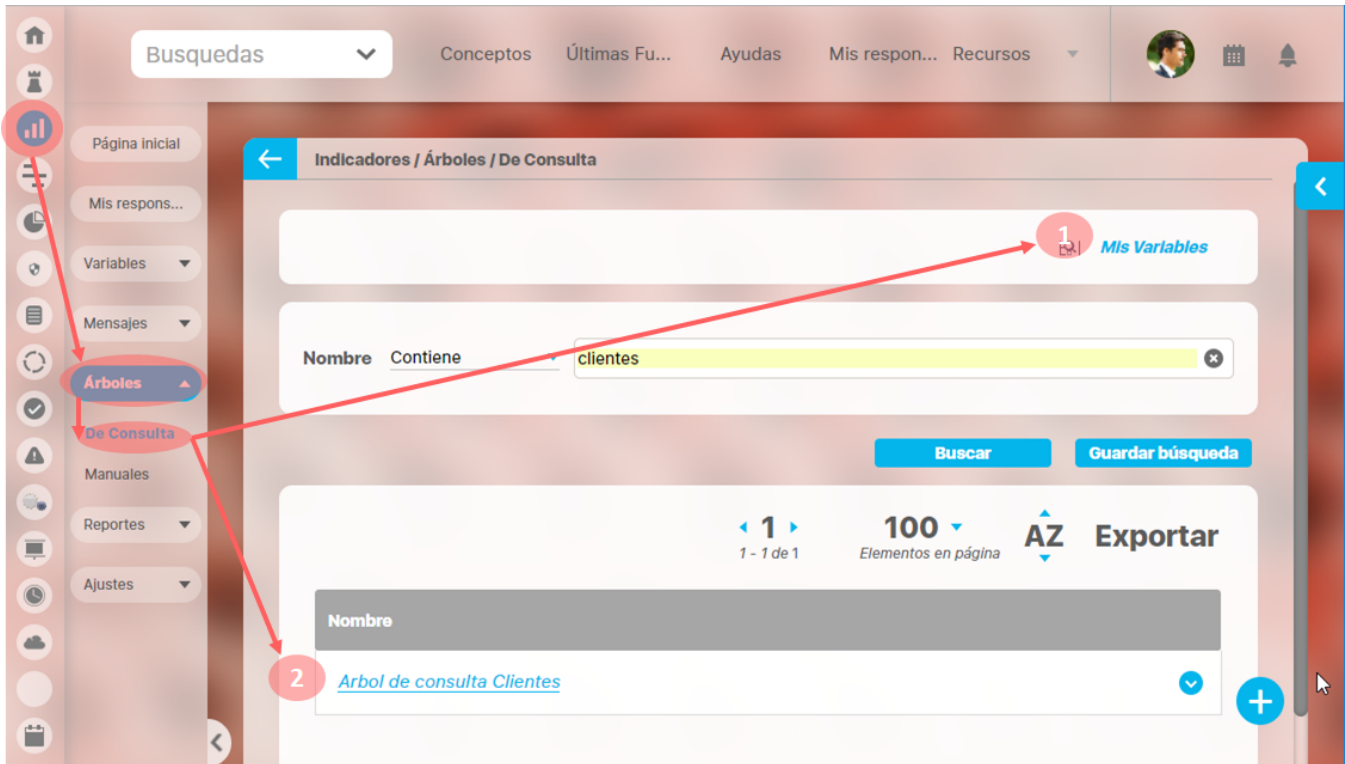 Busquedas
Conceptos
Últimas Fu...
Ayudas
Mis respon...
Recursos
Página inicial
Mis respons...
Variables
Mensajes
Árboles
De Consulta
Manuales
Reportes
Ajustes
Indicadores / Árboles / De Consulta
1
Mis Variables
Nombre Contiene clientes
Buscar
Guardar búsqueda
1
1 - 1 de 1
100
Elementos en página
AZ
Exportar
Nombre
2
Arbol de consulta Clientes